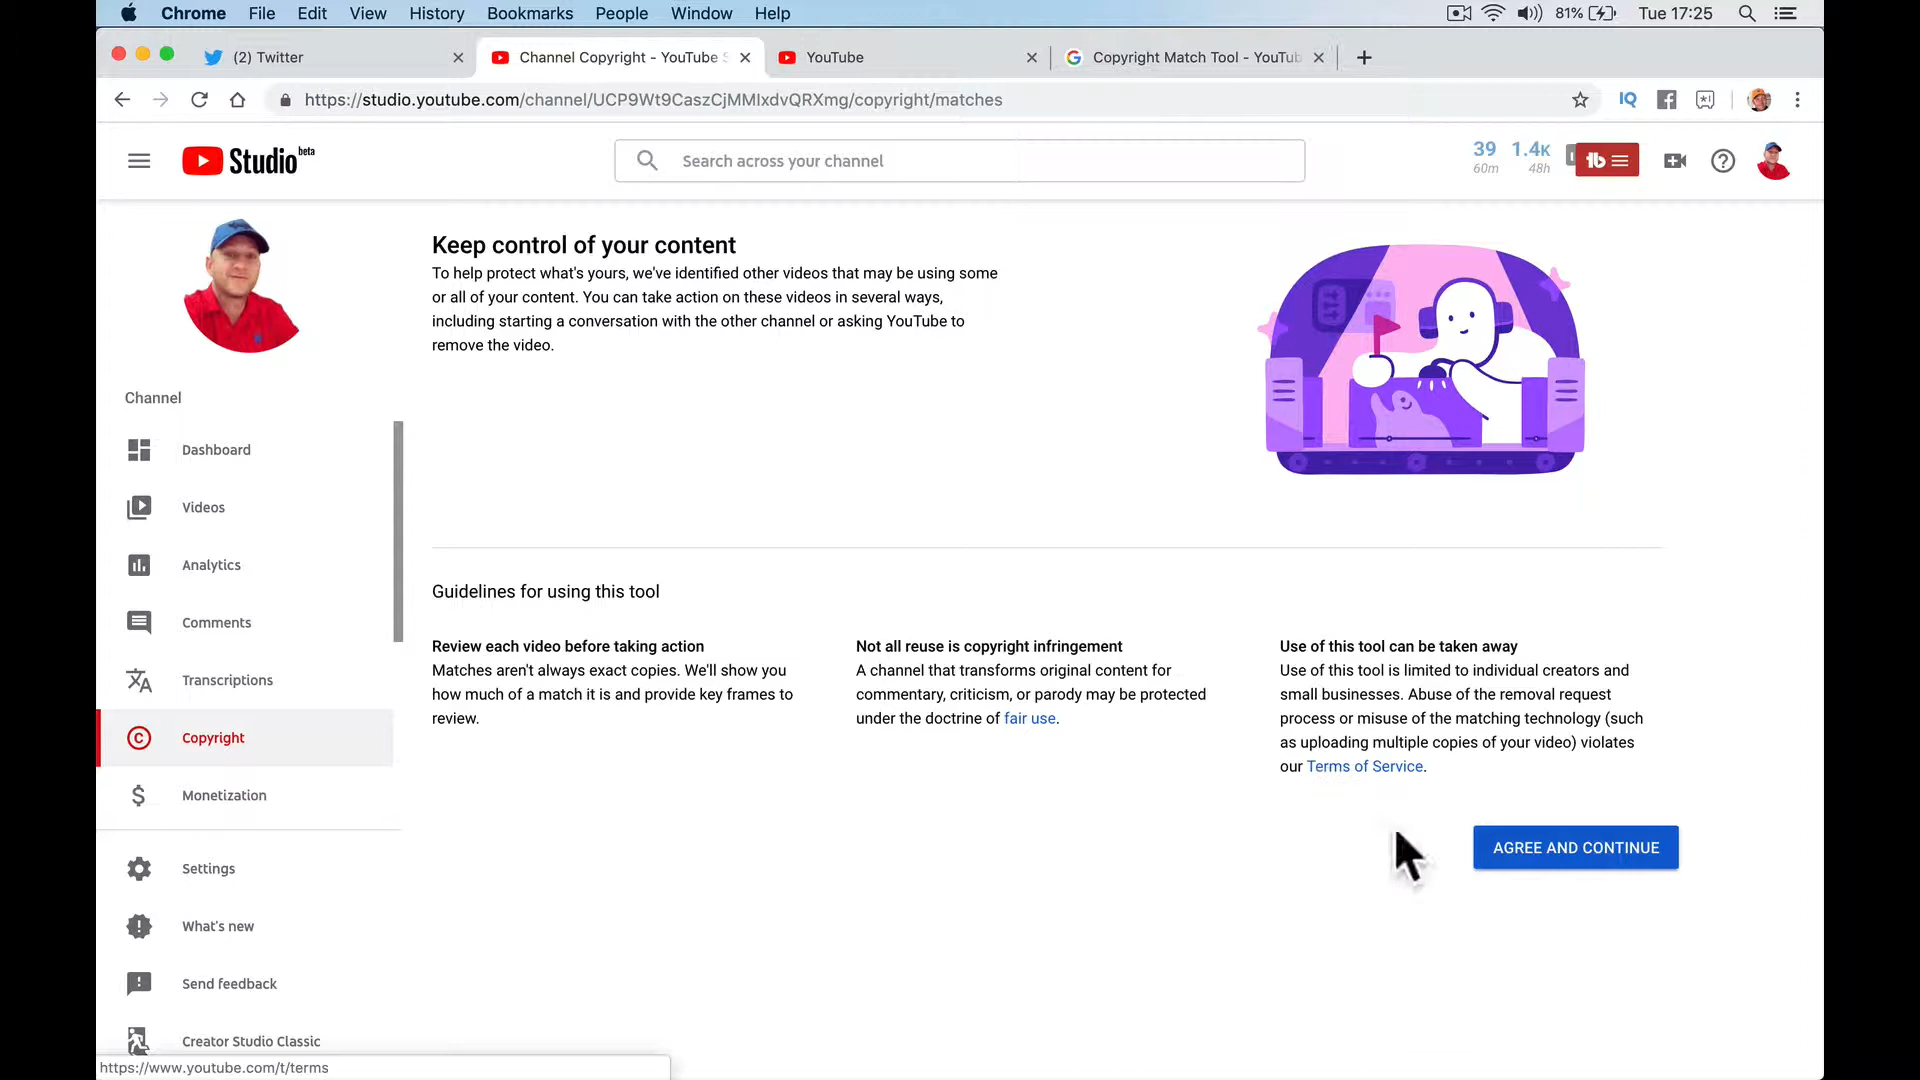 Chrome File Edit View History Bookmarks People Window Help 81% Tue 17:25
(2) Twitter Channel Copyright - YouTube S YouTube Copyright Match Tool - YouTub
https://studio.youtube.com/channel/UCP9Wt9CaszCjMMIxdvQRXmg/copyright/matches IQ
Studio beta Search across your channel 39 60m 1.4K 48h tb
Keep control of your content
To help protect what's yours, we've identified other videos that may be using some
or all of your content. You can take action on these videos in several ways,
including starting a conversation with the other channel or asking YouTube to
remove the video.
Channel
Dashboard
Videos
Analytics
Comments
Transcriptions
Copyright
Monetization
Settings
What's new
Send feedback
Creator Studio Classic
Guidelines for using this tool
Review each video before taking action
Matches aren't always exact copies. We'll show you
how much of a match it is and provide key frames to
review.
Not all reuse is copyright infringement
A channel that transforms original content for
commentary, criticism, or parody may be protected
under the doctrine of fair use.
Use of this tool can be taken away
Use of this tool is limited to individual creators and
small businesses. Abuse of the removal request
process or misuse of the matching technology (such
as uploading multiple copies of your video) violates
our Terms of Service.
AGREE AND CONTINUE
https://www.youtube.com/t/terms